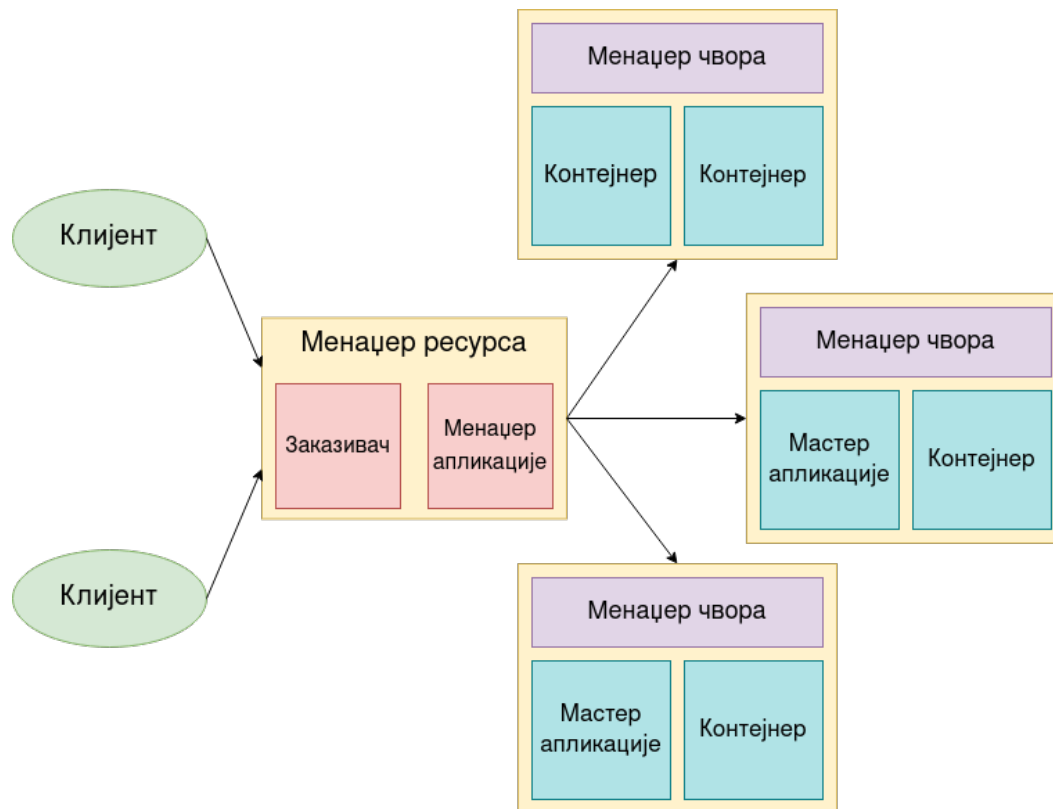 Менаџер чвора
Контејнер
Контејнер
Клијент
Менаџер ресурса
Заказивач
Менаџер
апликације
Клијент
Менаџер чвора
Мастер
апликације
Контејнер
Менаџер чвора
Мастер
апликације
Контејнер